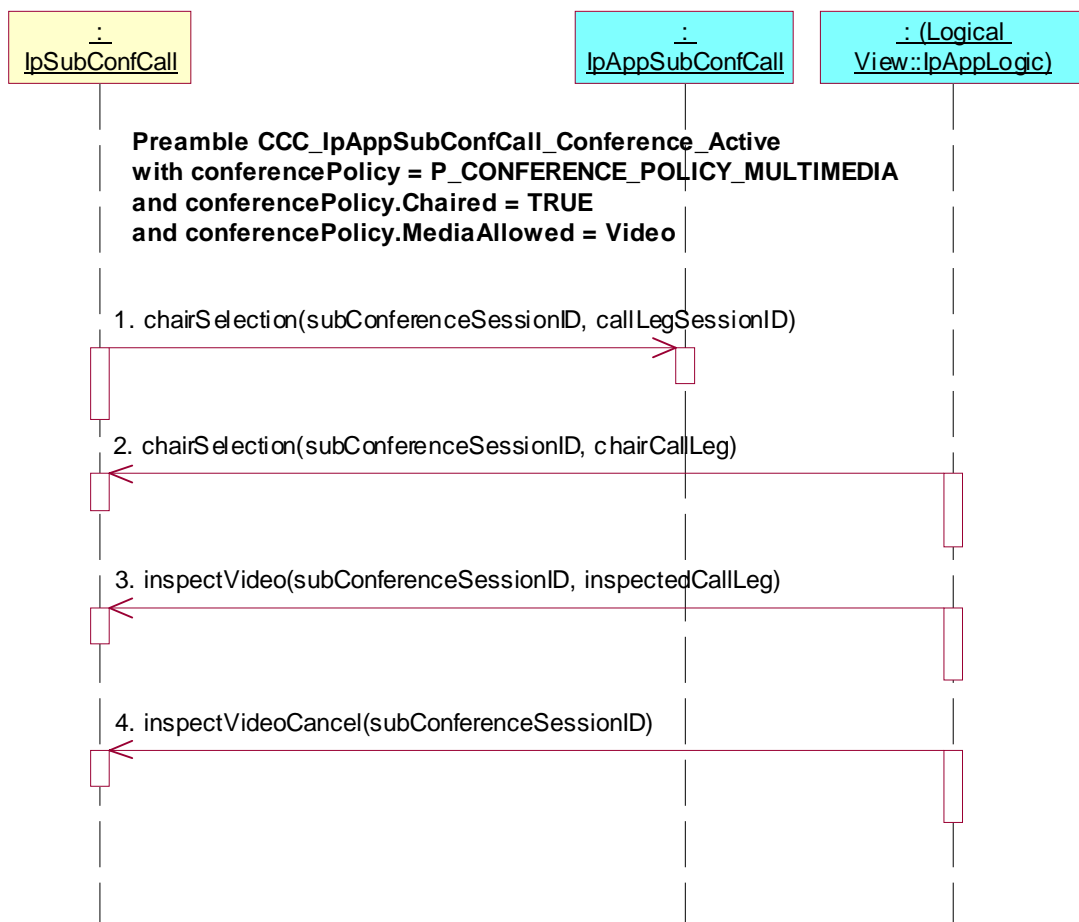 :
IpSubConfCall
:
IpAppSubConfCall
: (Logical
View::IpAppLogic)
Preamble CCC_IpAppSubConfCall_Conference_Active
with conferencePolicy = P_CONFERENCE_POLICY_MULTIMEDIA
and conferencePolicy.Chaired = TRUE
and conferencePolicy.MediaAllowed = Video
1. chairSelection(subConferenceSessionID, callLegSessionID)
2. chairSelection(subConferenceSessionID, chairCallLeg)
3. inspectVideo(subConferenceSessionID, inspectedCallLeg)
4. inspectVideoCancel(subConferenceSessionID)